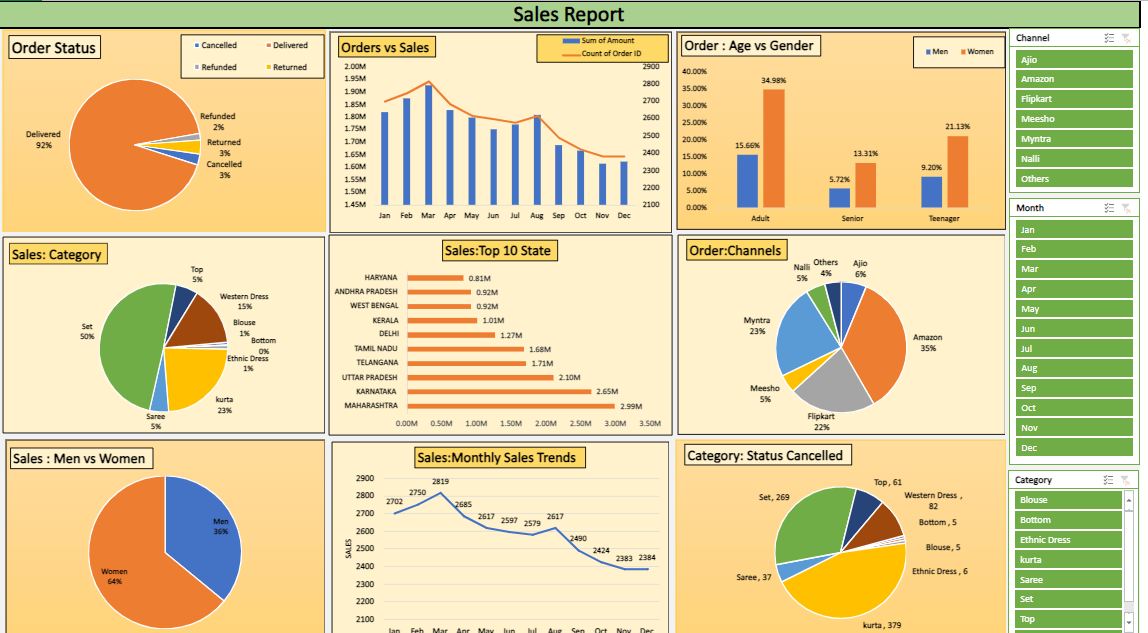 Sales Report
Order Status
Cancelled
Delivered
Refunded
Returned
Delivered
92%
Refunded
2%
Returned
3%
Cancelled
3%
Orders vs Sales
Sum of Amount
Count of Order ID
2.00M
1.95M
1.90M
1.85M
1.80M
1.75M
1.70M
1.65M
1.60M
1.55M
1.50M
1.45M
2900
2800
2700
2600
2500
2400
2300
2200
2100
Jan Feb Mar Apr May Jun Jul Aug Sep Oct Nov Dec
Order : Age vs Gender
Men
Women
40.00%
35.00%
30.00%
25.00%
20.00%
15.00%
10.00%
5.00%
0.00%
15.66%
34.98%
5.72%
13.31%
9.20%
21.13%
Adult Senior Teenager
Channel
Ajio
Amazon
Flipkart
Meesho
Myntra
Nalli
Others
Sales: Category
Top
5%
Western Dress
15%
Blouse
1%
Bottom
0%
Ethnic Dress
1%
kurta
23%
Saree
5%
Set
50%
Sales:Top 10 State
HARYANA 0.81M
ANDHRA PRADESH 0.92M
WEST BENGAL 0.92M
KERALA 1.01M
DELHI 1.27M
TAMIL NADU 1.68M
TELANGANA 1.71M
UTTAR PRADESH 2.10M
KARNATAKA 2.65M
MAHARASHTRA 2.99M
0.00M 0.50M 1.00M 1.50M 2.00M 2.50M 3.00M 3.50M
Order:Channels
Nalli
5%
Others
4%
Ajio
6%
Amazon
35%
Flipkart
22%
Meesho
5%
Myntra
23%
Month
Jan
Feb
Mar
Apr
May
Jun
Jul
Aug
Sep
Oct
Nov
Dec
Sales : Men vs Women
Men
36%
Women
64%
Sales:Monthly Sales Trends
SALES
2900
2800
2700
2600
2500
2400
2300
2200
2100
2702
2750
2819
2685
2617
2597
2579
2617
2490
2424
2383
2384
Jan Feb Mar Apr May Jun Jul Aug Sep Oct Nov Dec
Category: Status Cancelled
Top , 61
Western Dress ,
82
Bottom , 5
Blouse, 5
Ethnic Dress , 6
kurta , 379
Saree , 37
Set, 269
Category
Blouse
Bottom
Ethnic Dress
kurta
Saree
Set
Top